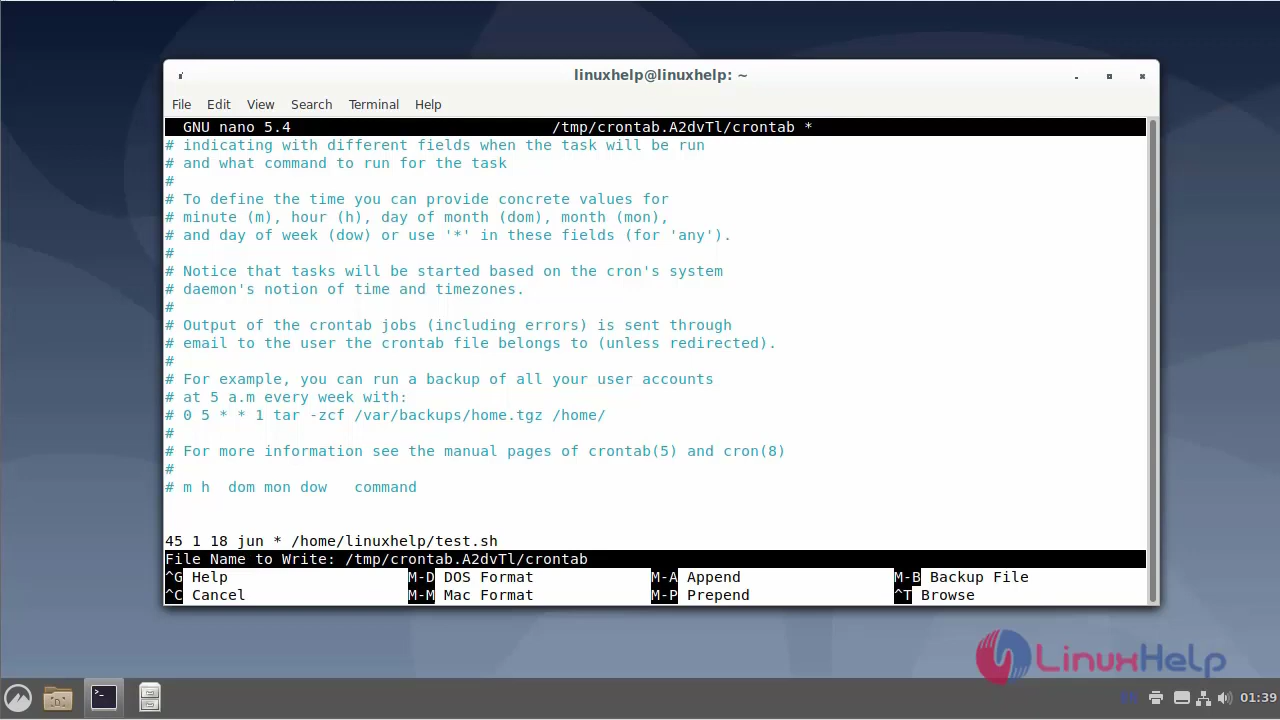 linuxhelp@linuxhelp: ~
File Edit View Search Terminal Help
GNU nano 5.4 /tmp/crontab.A2dvTl/crontab *
# indicating with different fields when the task will be run
# and what command to run for the task
#
# To define the time you can provide concrete values for
# minute (m), hour (h), day of month (dom), month (mon),
# and day of week (dow) or use '*' in these fields (for 'any').
#
# Notice that tasks will be started based on the cron's system
# daemon's notion of time and timezones.
#
# Output of the crontab jobs (including errors) is sent through
# email to the user the crontab file belongs to (unless redirected).
#
# For example, you can run a backup of all your user accounts
# at 5 a.m every week with:
# 0 5 * * 1 tar -zcf /var/backups/home.tgz /home/
#
# For more information see the manual pages of crontab(5) and cron(8)
#
# m h  dom mon dow   command
45 1 18 jun * /home/linuxhelp/test.sh
File Name to Write: /tmp/crontab.A2dvTl/crontab
^G Help M-D DOS Format M-A Append M-B Backup File
^C Cancel M-M Mac Format M-P Prepend ^T Browse
LinuxHelp
01:39